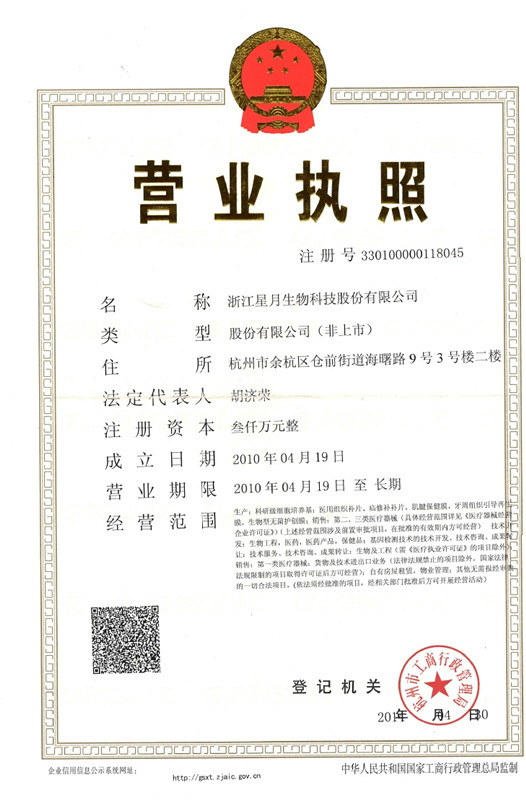 营业执照
注册号 330100000118045
名称 浙江星月生物科技股份有限公司
类型 股份有限公司（非上市）
住所 杭州市余杭区仓前街道海曙路9号3号楼二楼
法定代表人 胡济荣
注册资本 叁仟万元整
成立日期 2010年04月19日
营业期限 2010年04月19日 至 长期
经营范围
生产：科研级细胞培养基；医用组织补片，疝修补补片，肌腱保健膜，牙周组织引导再生
膜，生物型无菌护创膜；销售：第二、三类医疗器械（具体经营范围详见《医疗器械经营
企业许可证》）（上述经营范围涉及前置审批项目，在批准的有效期内方可经营） 技术开
发：生物工程，医药，医药产品，保健品；基因检测技术的技术开发、技术咨询、成果转
让；技术服务、技术咨询、成果转让：生物及工程（需《医疗执业许可证》的项目除外）
销售：第一类医疗器械；货物及技术进出口业务（法律法规禁止的项目除外，国家法律
法规限制的项目取得许可证后方可经营）；自有房屋租赁，物业管理；其他无需报经审批
的一切合法项目。（依法须经批准的项目，经相关部门批准后方可开展经营活动）
登记机关
杭州市工商行政管理局
年 月04 日30
企业信用信息公示系统网址：
http://gsxt.zjaic.gov.cn
中华人民共和国国家工商行政管理总局监制